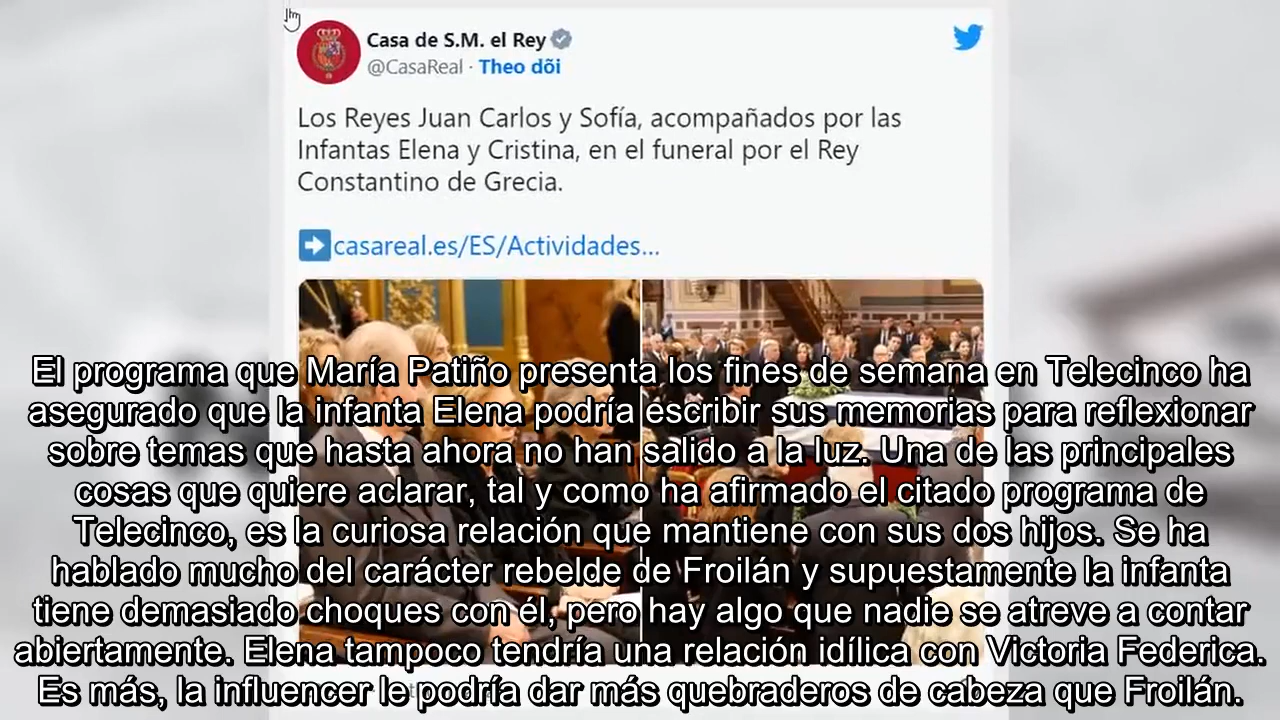 Casa de S.M. el Rey
@CasaReal · Theo dõi
Los Reyes Juan Carlos y Sofía, acompañados por las
Infantas Elena y Cristina, en el funeral por el Rey
Constantino de Grecia.
casareal.es/ES/Actividades...
El programa que María Patiño presenta los fines de semana en Telecinco ha
asegurado que la infanta Elena podría escribir sus memorias para reflexionar
sobre temas que hasta ahora no han salido a la luz. Una de las principales
cosas que quiere aclarar, tal y como ha afirmado el citado programa de
Telecinco, es la curiosa relación que mantiene con sus dos hijos. Se ha
hablado mucho del carácter rebelde de Froilán y supuestamente la infanta
tiene demasiado choques con él, pero hay algo que nadie se atreve a contar
abiertamente. Elena tampoco tendría una relación idílica con Victoria Federica.
Es más, la influencer le podría dar más quebraderos de cabeza que Froilán.